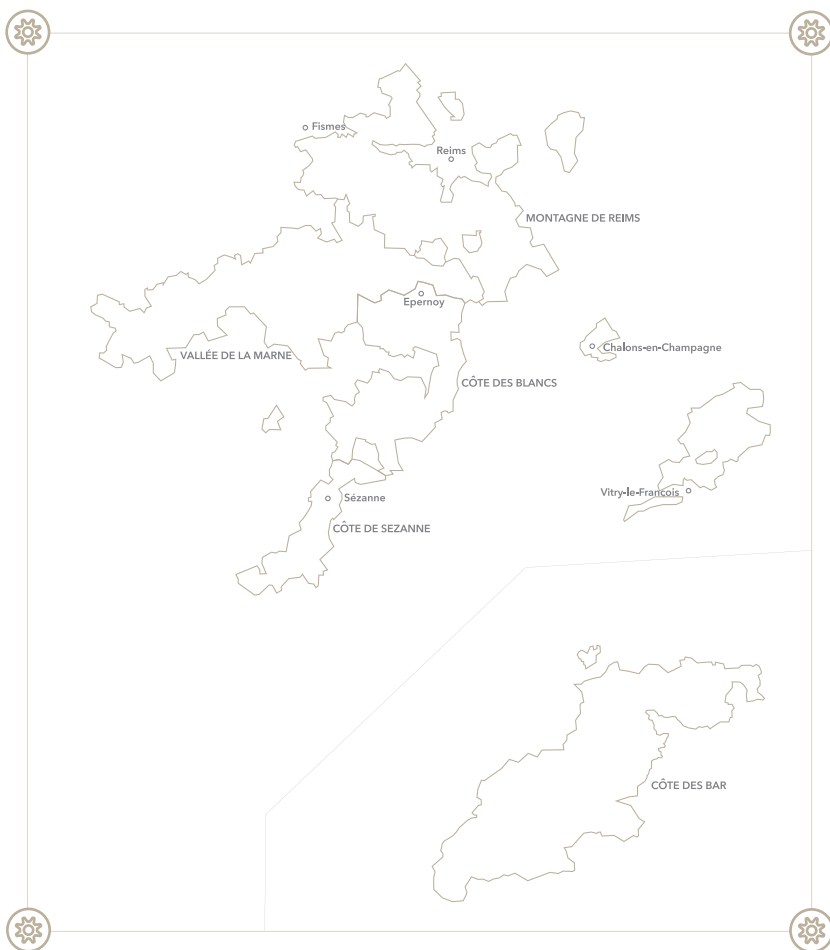 Fismes
Reims
MONTAGNE DE REIMS
Epernoy
Chalons-en-Champagne
VALLÉE DE LA MARNE
CÔTE DES BLANCS
Vitry-le-Francois
Sézanne
CÔTE DE SEZANNE
CÔTE DES BAR